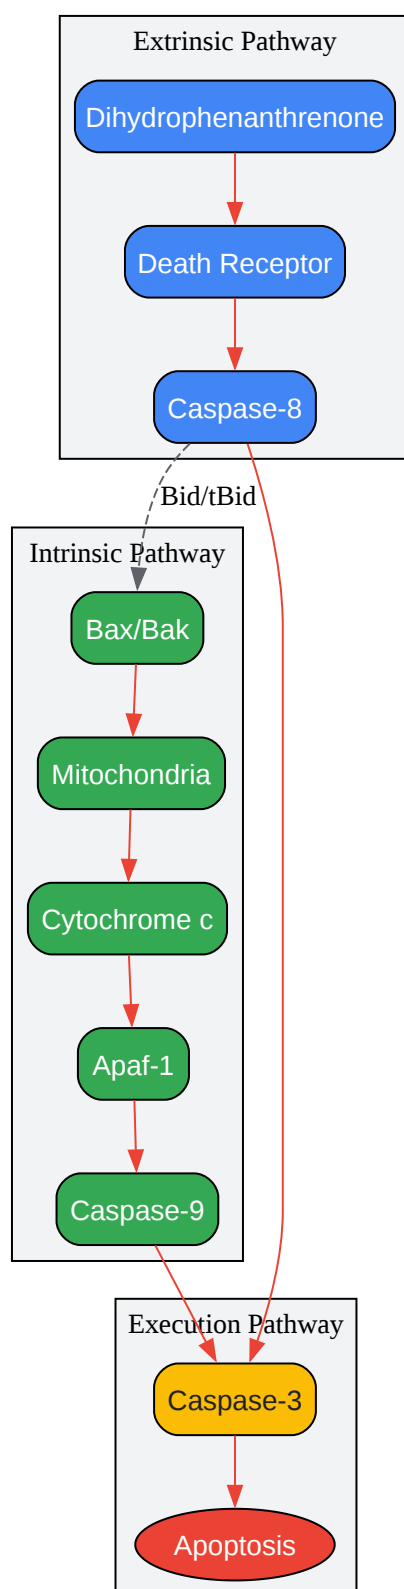 Extrinsic Pathway
Dihydrophenanthrenone
Death Receptor
Caspase-8
Bid/tBid
Intrinsic Pathway
Bax/Bak
Mitochondria
Cytochrome c
Apaf-1
Caspase-9
Execution Pathway
Caspase-3
Apoptosis